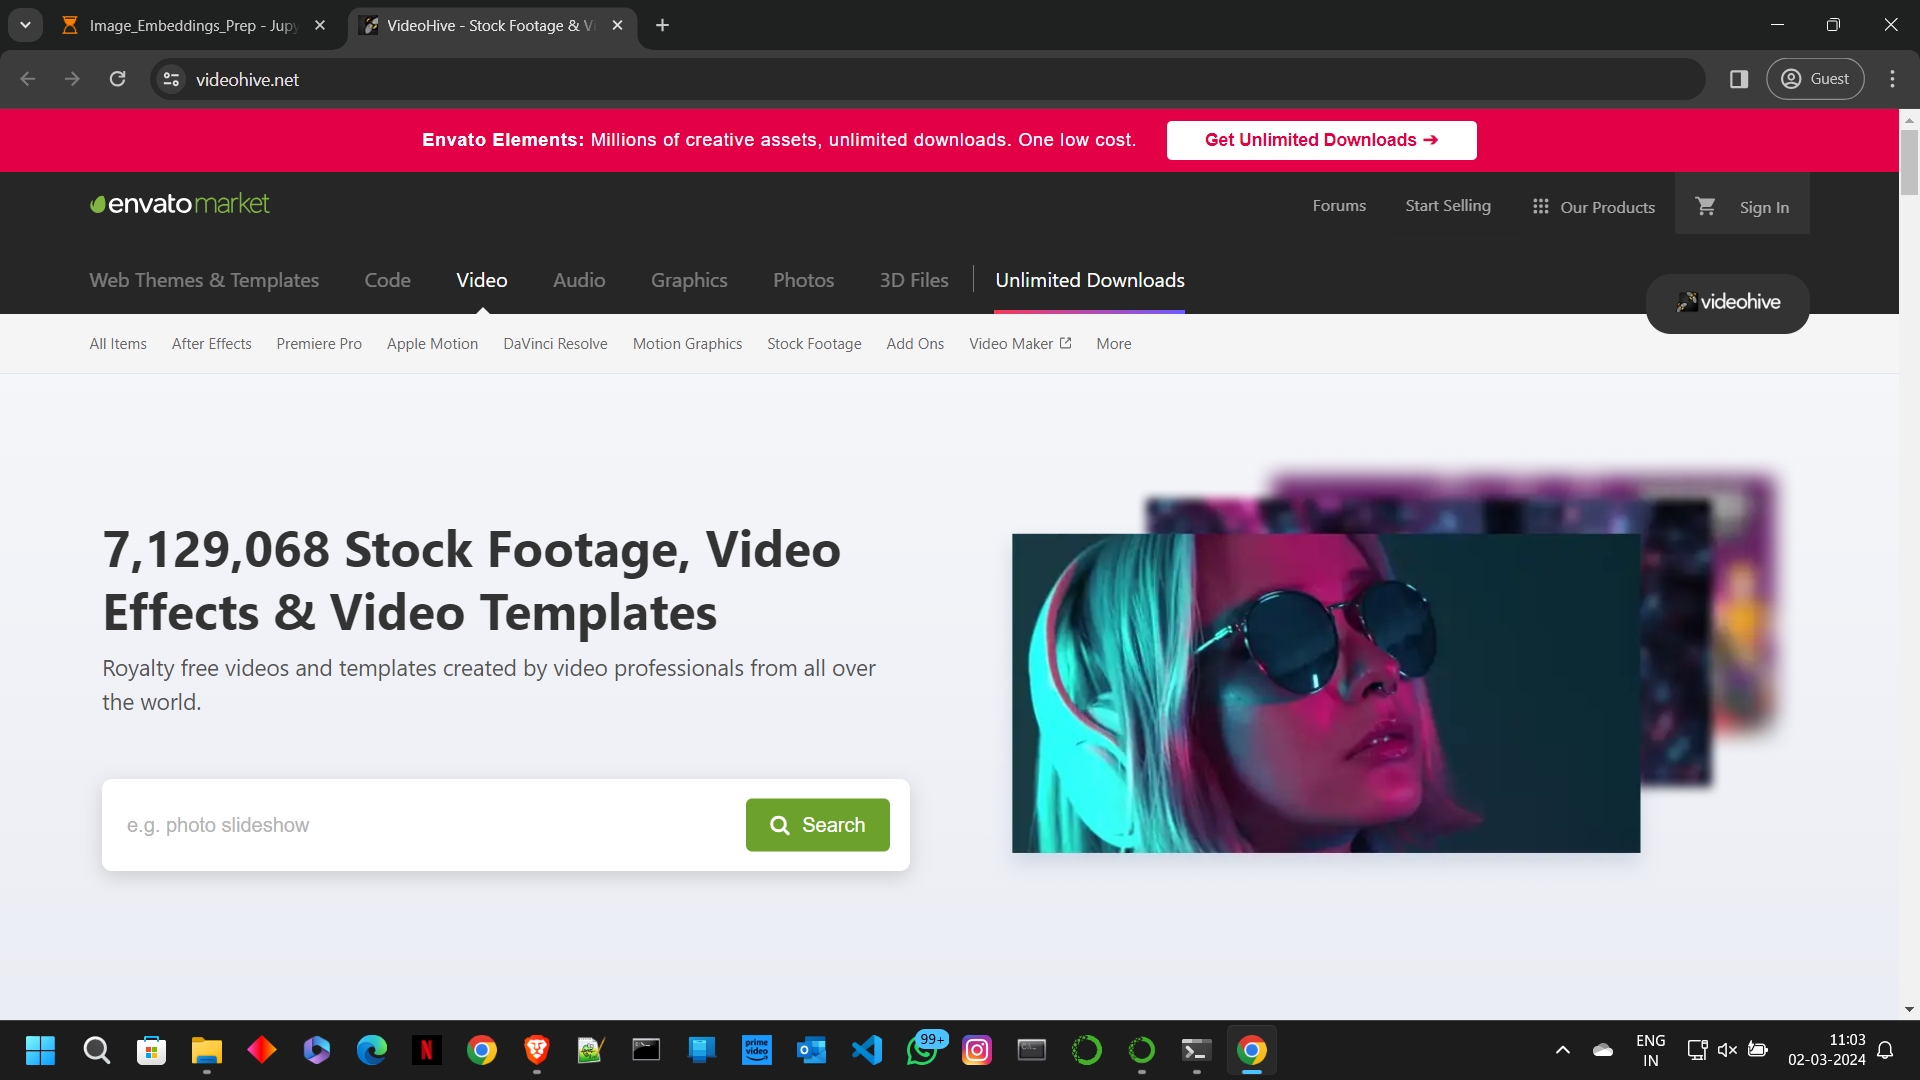 Image_Embeddings_Prep - Jupy
VideoHive - Stock Footage & Vi
videohive.net
Guest
Envato Elements: Millions of creative assets, unlimited downloads. One low cost.
Get Unlimited Downloads ➔
envato market
Forums
Start Selling
Our Products
Sign In
Web Themes & Templates
Code
Video
Audio
Graphics
Photos
3D Files
Unlimited Downloads
videohive
All Items
After Effects
Premiere Pro
Apple Motion
DaVinci Resolve
Motion Graphics
Stock Footage
Add Ons
Video Maker
More
7,129,068 Stock Footage, Video
Effects & Video Templates
Royalty free videos and templates created by video professionals from all over
the world.
e.g. photo slideshow
Search
N
prime
video
99+
ENG
IN
11:03
02-03-2024